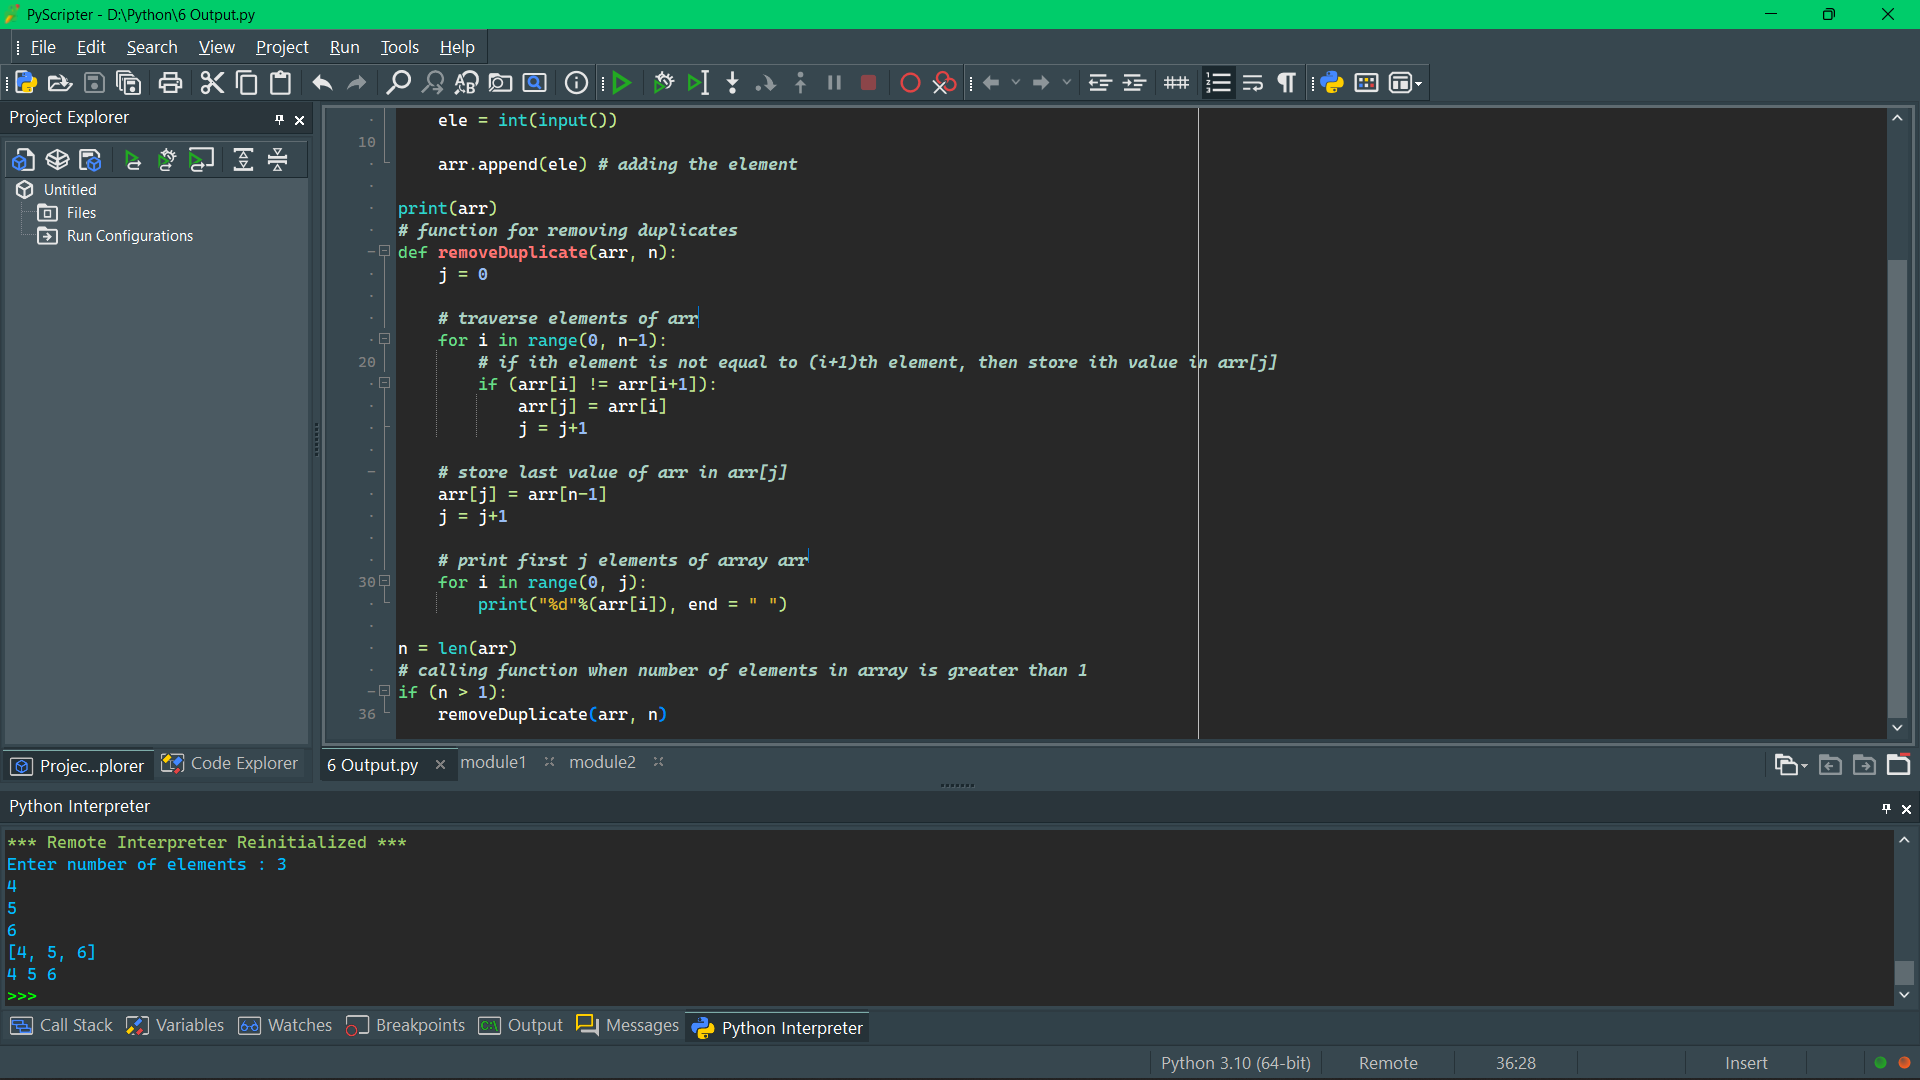 PyScripter - D:\Python\6 Output.py
File Edit Search View Project Run Tools Help
Project Explorer
Untitled
Files
Run Configurations
Projec...plorer Code Explorer
    ele = int(input())
10
    arr.append(ele) # adding the element
print(arr)
# function for removing duplicates
def removeDuplicate(arr, n):
    j = 0
    # traverse elements of arr
    for i in range(0, n-1):
20         # if ith element is not equal to (i+1)th element, then store ith value in arr[j]
        if (arr[i] != arr[i+1]):
            arr[j] = arr[i]
            j = j+1
    # store last value of arr in arr[j]
    arr[j] = arr[n-1]
    j = j+1
    # print first j elements of array arr
30     for i in range(0, j):
        print("%d"%(arr[i]), end = " ")
n = len(arr)
# calling function when number of elements in array is greater than 1
if (n > 1):
36     removeDuplicate(arr, n)
6 Output.py module1 module2
Python Interpreter
*** Remote Interpreter Reinitialized ***
Enter number of elements : 3
4
5
6
[4, 5, 6]
4 5 6
>>>
Call Stack Variables Watches Breakpoints Output Messages Python Interpreter
Python 3.10 (64-bit) Remote 36:28 Insert